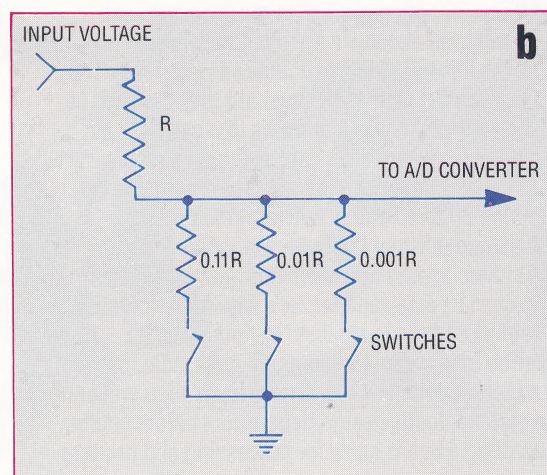 INPUT VOLTAGE
b
R
TO A/D CONVERTER
0.11R
0.01R
0.001R
SWITCHES